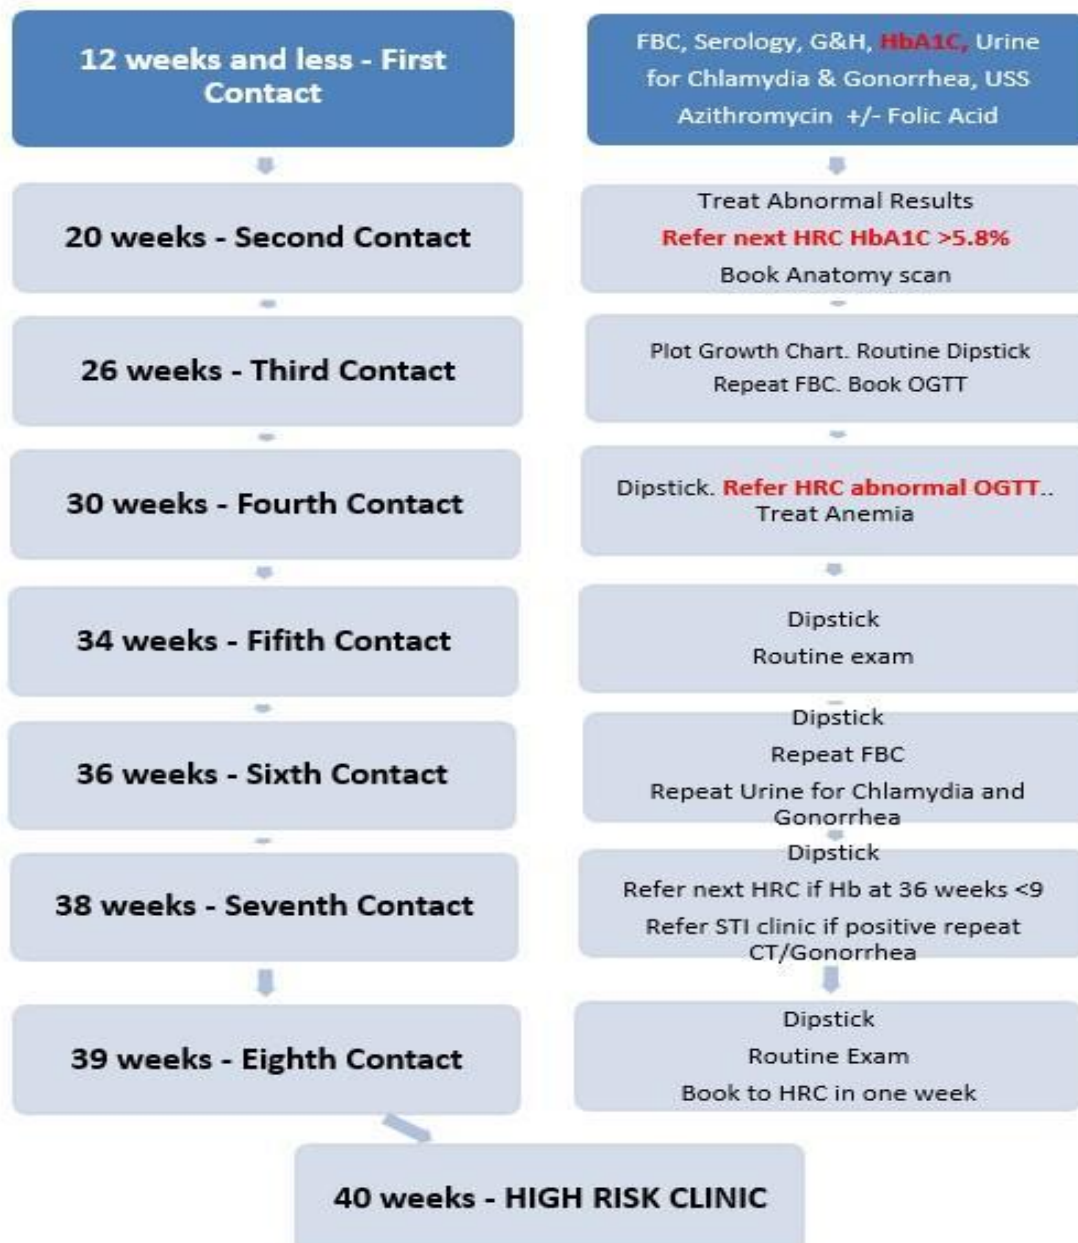 12 weeks and less - First
Contact
FBC, Serology, G&H, HbA1C, Urine
for Chlamydia & Gonorrhea, USS
Azithromycin +/- Folic Acid
20 weeks - Second Contact
Treat Abnormal Results
Refer next HRC HbA1C >5.8%
Book Anatomy scan
26 weeks - Third Contact
Plot Growth Chart. Routine Dipstick
Repeat FBC. Book OGTT
30 weeks - Fourth Contact
Dipstick. Refer HRC abnormal OGTT..
Treat Anemia
34 weeks - Fifith Contact
Dipstick
Routine exam
36 weeks - Sixth Contact
Dipstick
Repeat FBC
Repeat Urine for Chlamydia and
Gonorrhea
38 weeks - Seventh Contact
Dipstick
Refer next HRC if Hb at 36 weeks <9
Refer STI clinic if positive repeat
CT/Gonorrhea
39 weeks - Eighth Contact
Dipstick
Routine Exam
Book to HRC in one week
40 weeks - HIGH RISK CLINIC